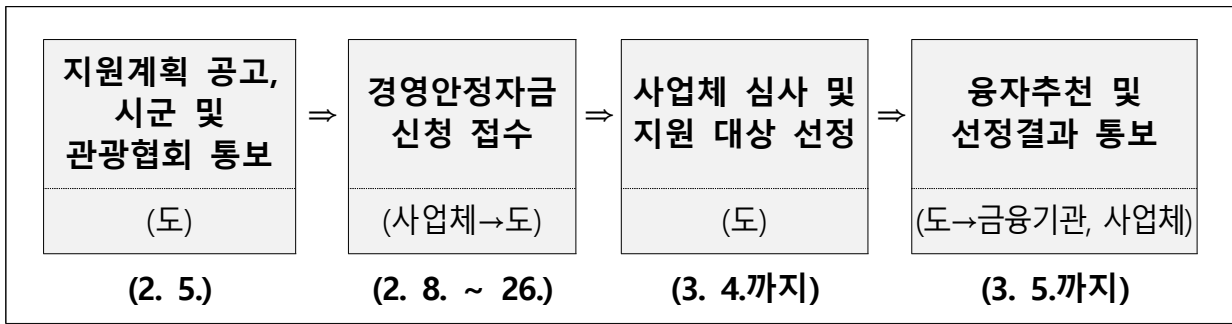 지원계획 공고,
시군 및
관광협회 통보
(도)
(2. 5.)
⇒
경영안정자금
신청 접수
(사업체→도)
(2. 8. ~ 26.)
⇒
사업체 심사 및
지원 대상 선정
(도)
(3. 4.까지)
⇒
융자추천 및
선정결과 통보
(도→금융기관, 사업체)
(3. 5.까지)